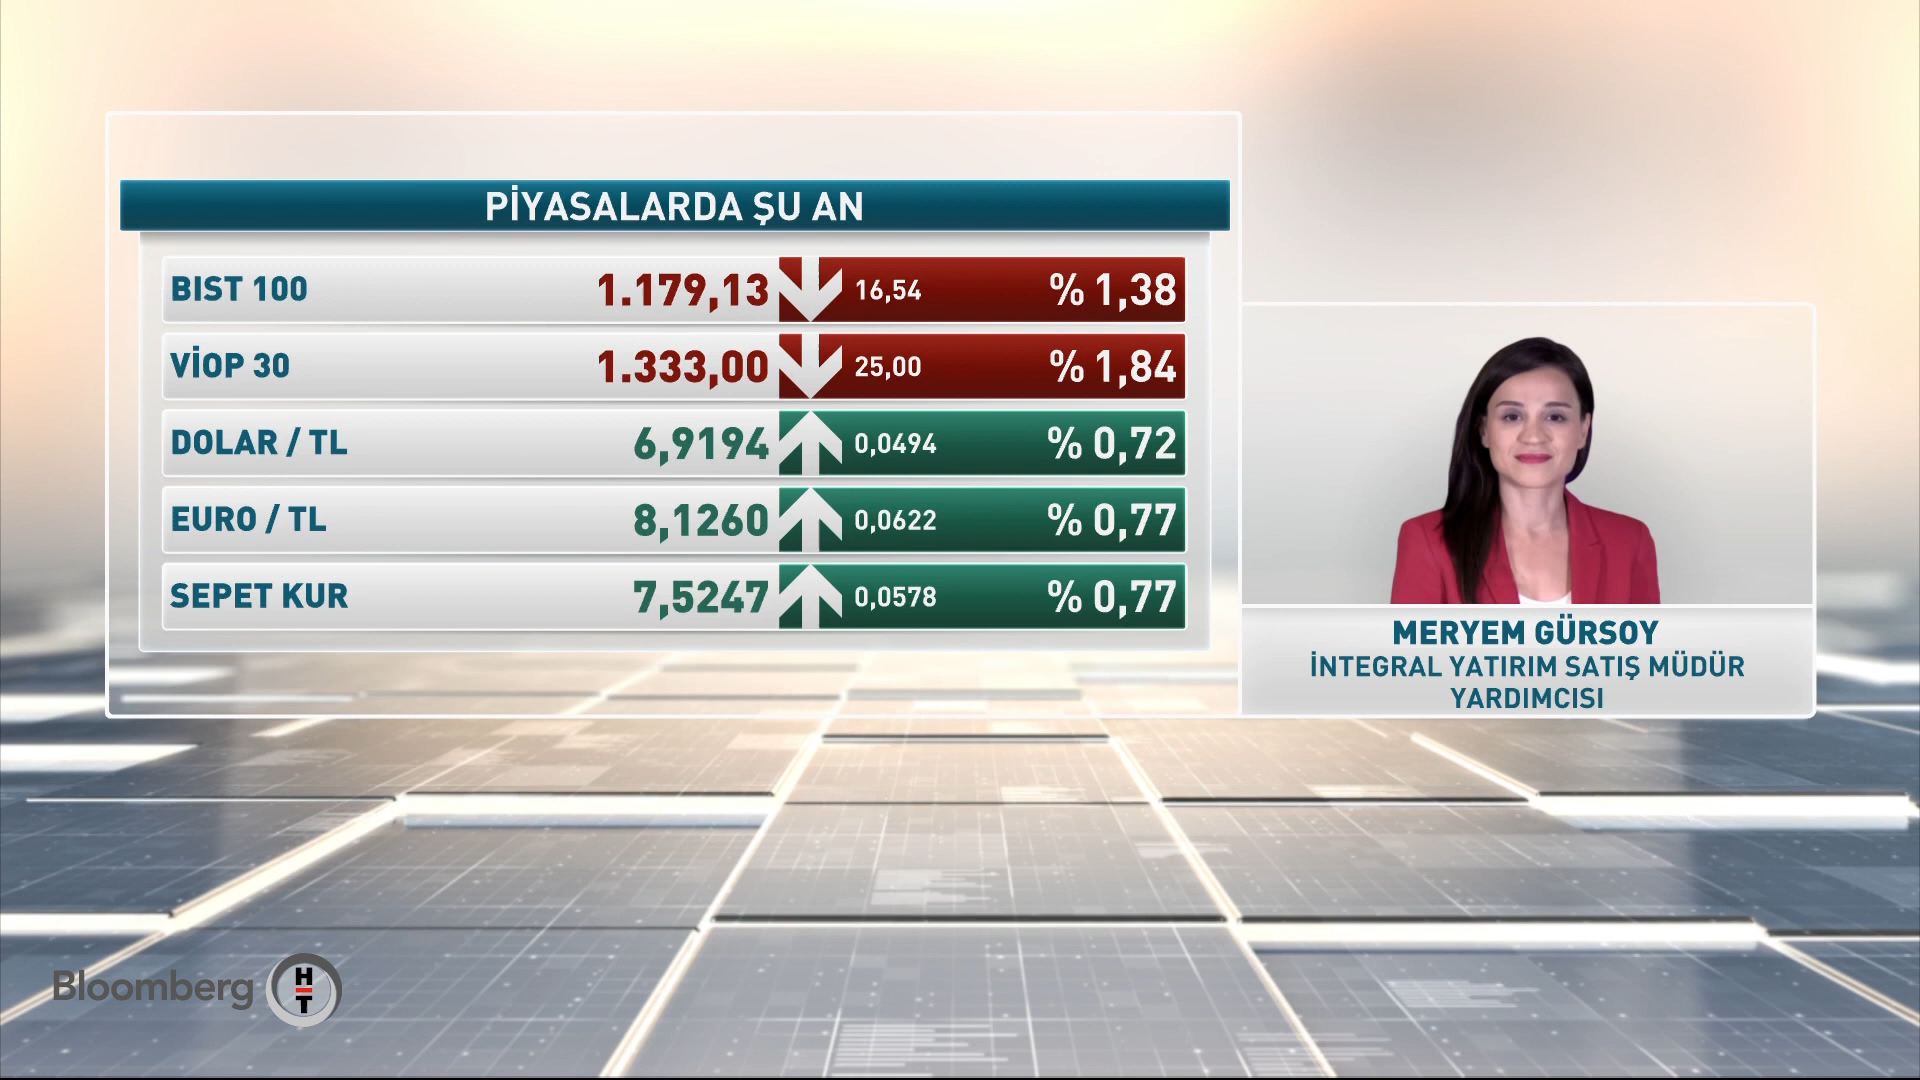 PİYASALARDA ŞU AN
BIST 100 1.179,13 16,54 % 1,38
VİOP 30 1.333,00 25,00 % 1,84
DOLAR / TL 6,9194 0,0494 % 0,72
EURO / TL 8,1260 0,0622 % 0,77
SEPET KUR 7,5247 0,0578 % 0,77
MERYEM GÜRSOY
İNTEGRAL YATIRIM SATIŞ MÜDÜR
YARDIMCISI
Bloomberg HT